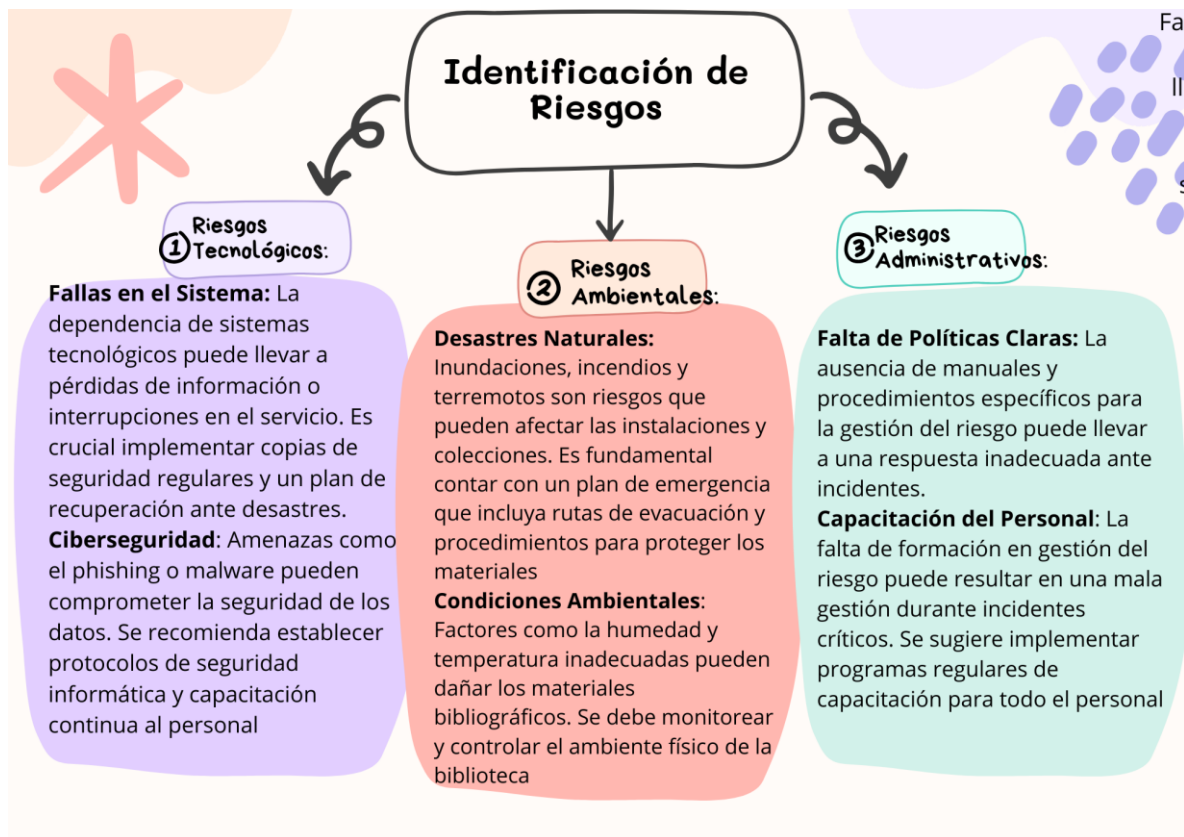 Identificación de
Riesgos
Fa
ll
s
1
Riesgos
Tecnológicos:
Fallas en el Sistema: La
dependencia de sistemas
tecnológicos puede llevar a
pérdidas de información o
interrupciones en el servicio. Es
crucial implementar copias de
seguridad regulares y un plan de
recuperación ante desastres.
Ciberseguridad: Amenazas como
el phishing o malware pueden
comprometer la seguridad de los
datos. Se recomienda establecer
protocolos de seguridad
informática y capacitación
continua al personal
2
Riesgos
Ambientales:
Desastres Naturales:
Inundaciones, incendios y
terremotos son riesgos que
pueden afectar las instalaciones y
colecciones. Es fundamental
contar con un plan de emergencia
que incluya rutas de evacuación y
procedimientos para proteger los
materiales
Condiciones Ambientales:
Factores como la humedad y
temperatura inadecuadas pueden
dañar los materiales
bibliográficos. Se debe monitorear
y controlar el ambiente físico de la
biblioteca
3
Riesgos
Administrativos:
Falta de Políticas Claras: La
ausencia de manuales y
procedimientos específicos para
la gestión del riesgo puede llevar
a una respuesta inadecuada ante
incidentes.
Capacitación del Personal: La
falta de formación en gestión del
riesgo puede resultar en una mala
gestión durante incidentes
críticos. Se sugiere implementar
programas regulares de
capacitación para todo el personal